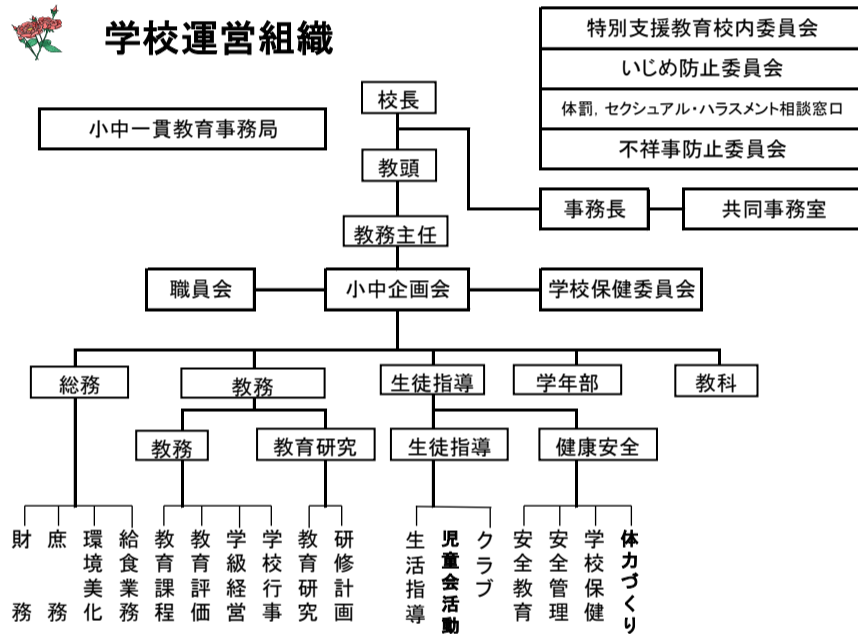 学校運営組織
特別支援教育校内委員会
いじめ防止委員会
体罰，セクシュアル・ハラスメント相談窓口
不祥事防止委員会
小中一貫教育事務局
校長
教頭
事務長
共同事務室
教務主任
職員会
小中企画会
学校保健委員会
総務
教務
生徒指導
学年部
教科
教務
教育研究
生徒指導
健康安全
財務
庶務
環境美化
給食業務
教育課程
教育評価
学級経営
学校行事
教育研究
研修計画
生活指導
児童会活動
クラブ
安全教育
安全管理
学校保健
体力づくり